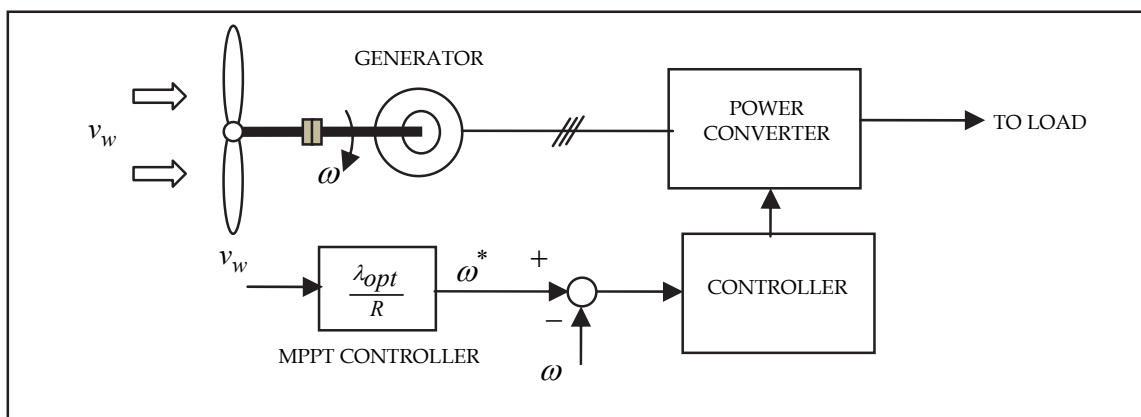 GENERATOR
v_w
ω
POWER
CONVERTER
TO LOAD
v_w
λ_opt
R
ω*
+
−
ω
CONTROLLER
MPPT CONTROLLER